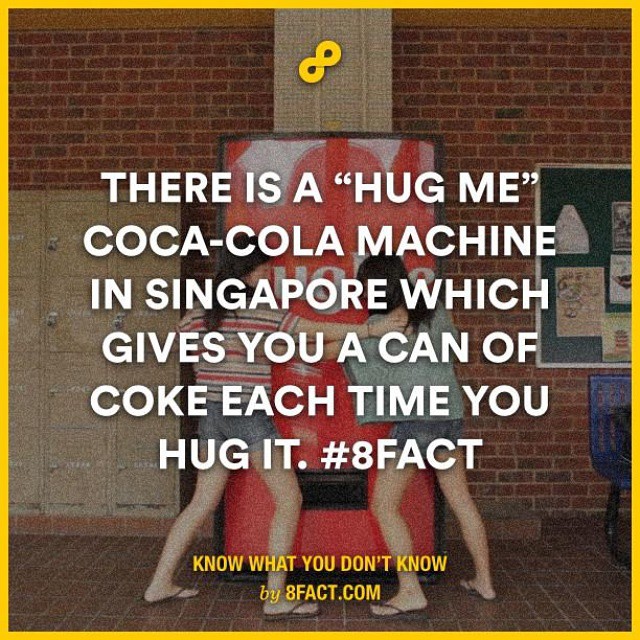 THERE IS A “HUG ME”
COCA-COLA MACHINE
IN SINGAPORE WHICH
GIVES YOU A CAN OF
COKE EACH TIME YOU
HUG IT. #8FACT
KNOW WHAT YOU DON'T KNOW
by 8FACT.COM